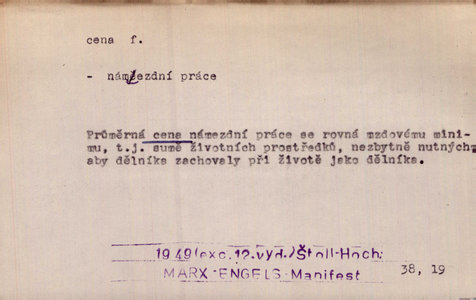 cena f.
- námezdní práce
Průměrná cena námezdní práce se rovná mzdovému mini-
mu, t.j. sumě životních prostředků, nezbytně nutných,
aby dělníka zachovaly při životě jako dělníka.
1949(exc.12.vyd.)Štoll-Hoch:
MARX-ENGELS-Manifest
38, 19